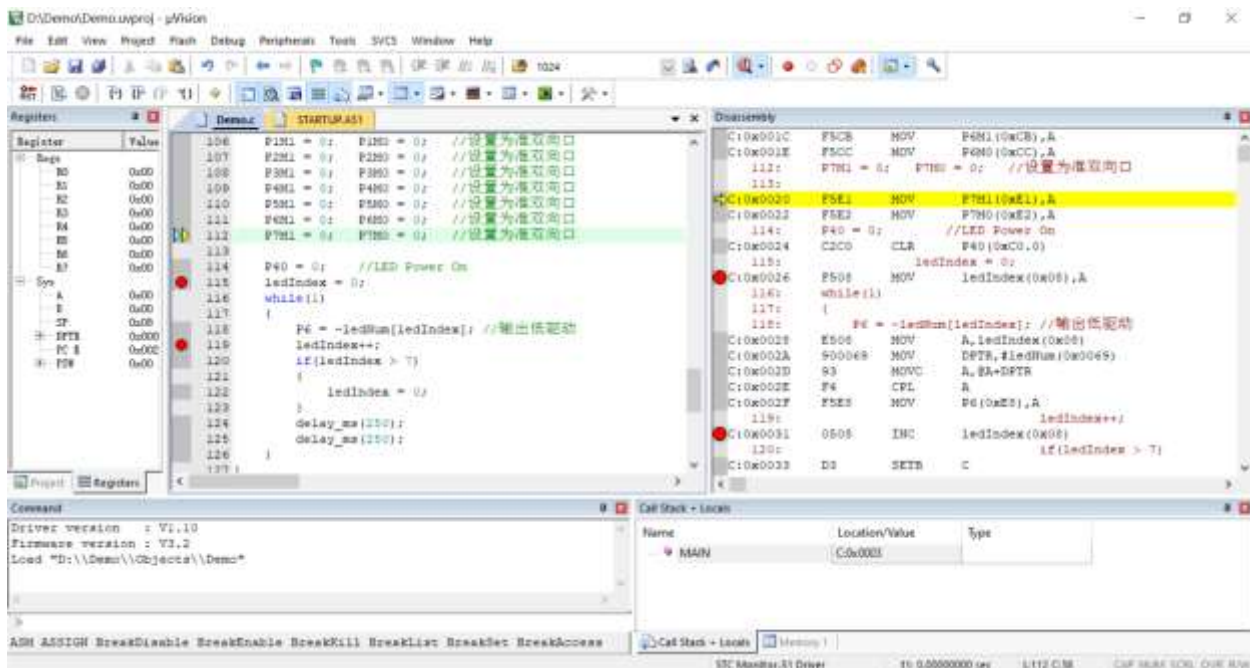 D:\Demo\Demo.uvproj - µVision
File Edit View Project Flash Debug Peripherals Tools SVCS Window Help
1024
Registers
Register Value
Regs
R0 0x00
R1 0x00
R2 0x00
R3 0x00
R4 0x00
R5 0x00
R6 0x00
R7 0x00
Sys
A 0x00
B 0x00
SP 0x08
DPTR 0x000
PC $ 0x002
PSW 0x00
Project Registers
Demo.c STARTUP.A51
106 P1M1 = 0; P1M0 = 0; //设置为准双向口
107 P2M1 = 0; P2M0 = 0; //设置为准双向口
108 P3M1 = 0; P3M0 = 0; //设置为准双向口
109 P4M1 = 0; P4M0 = 0; //设置为准双向口
110 P5M1 = 0; P5M0 = 0; //设置为准双向口
111 P6M1 = 0; P6M0 = 0; //设置为准双向口
112 P7M1 = 0; P7M0 = 0; //设置为准双向口
113
114 P40 = 0; //LED Power On
115 ledIndex = 0;
116 while(1)
117 {
118 P6 = ~ledNum[ledIndex]; //输出低驱动
119 ledIndex++;
120 if(ledIndex > 7)
121 {
122 ledIndex = 0;
123 }
124 delay_ms(250);
125 delay_ms(250);
126 }
127 }
Disassembly
C:0x001C F5CB MOV P6M1(0xCB),A
C:0x001E F5CC MOV P6M0(0xCC),A
112: P7M1 = 0; P7M0 = 0; //设置为准双向口
113:
C:0x0020 F5E1 MOV P7M1(0xE1),A
C:0x0022 F5E2 MOV P7M0(0xE2),A
114: P40 = 0; //LED Power On
C:0x0024 C2C0 CLR P40(0xC0.0)
115: ledIndex = 0;
C:0x0026 F508 MOV ledIndex(0x08),A
116: while(1)
117: {
118: P6 = ~ledNum[ledIndex]; //输出低驱动
C:0x0028 E508 MOV A,ledIndex(0x08)
C:0x002A 900069 MOV DPTR,#ledNum(0x0069)
C:0x002D 93 MOVC A,@A+DPTR
C:0x002E F4 CPL A
C:0x002F F5E8 MOV P6(0xE8),A
119: ledIndex++;
C:0x0031 0508 INC ledIndex(0x08)
120: if(ledIndex > 7)
C:0x0033 D3 SETB C
Command
Driver version : V1.10
Firmware version : V3.2
Load "D:\\Demo\\Objects\\Demo"
>
ASM ASSIGN BreakDisable BreakEnable BreakKill BreakList BreakSet BreakAccess
Call Stack + Locals
Name Location/Value Type
MAIN C:0x0003
Call Stack + Locals Memory 1
STC Monitor-51 Driver t1: 0.00000000 sec L:112 C:58 CAP NUM SCRL OVR R/W